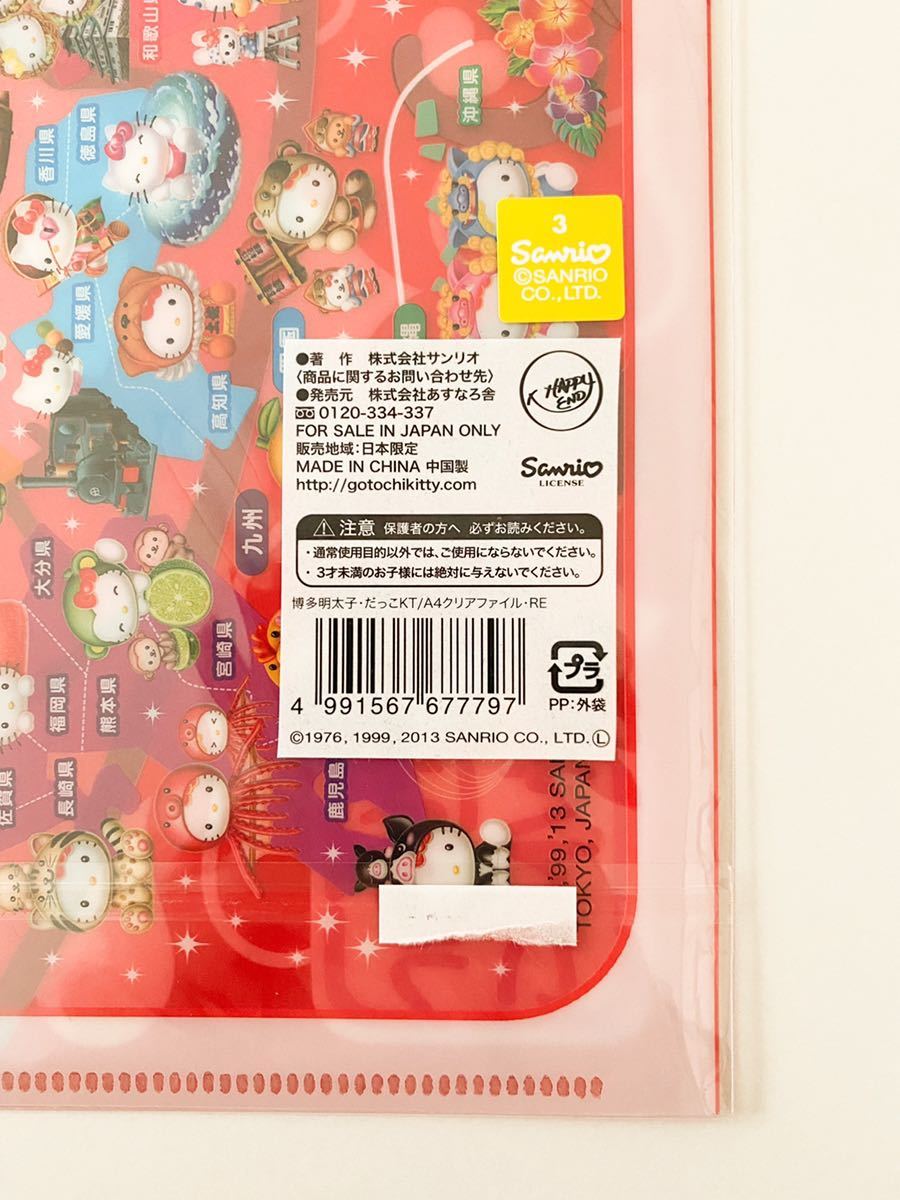 和歌山
沖縄県
香川県
徳島県
3
Sanrio
©SANRIO
CO., LTD.
愛媛県
高知県
●著 作 株式会社サンリオ
〈商品に関するお問い合わせ先〉
●発売元 株式会社あすなろ舎
0120-334-337
FOR SALE IN JAPAN ONLY
販売地域:日本限定
MADE IN CHINA 中国製
http://gotochikitty.com
K HAPPY
END
Sanrio
LICENSE
九州
⚠注意 保護者の方へ 必ずお読みください。
・通常使用目的以外では、ご使用にならないでください。
・3才未満のお子様には絶対に与えないでください。
博多明太子・だっこKT/A4クリアファイル・RE
4 991567 677797
プラ
PP:外袋
©1976, 1999, 2013 SANRIO CO., LTD. Ⓛ
大分県
宮崎県
福岡県
熊本県
佐賀県
長崎県
鹿児島
'99,'13 SA
TOKYO, JAPAN